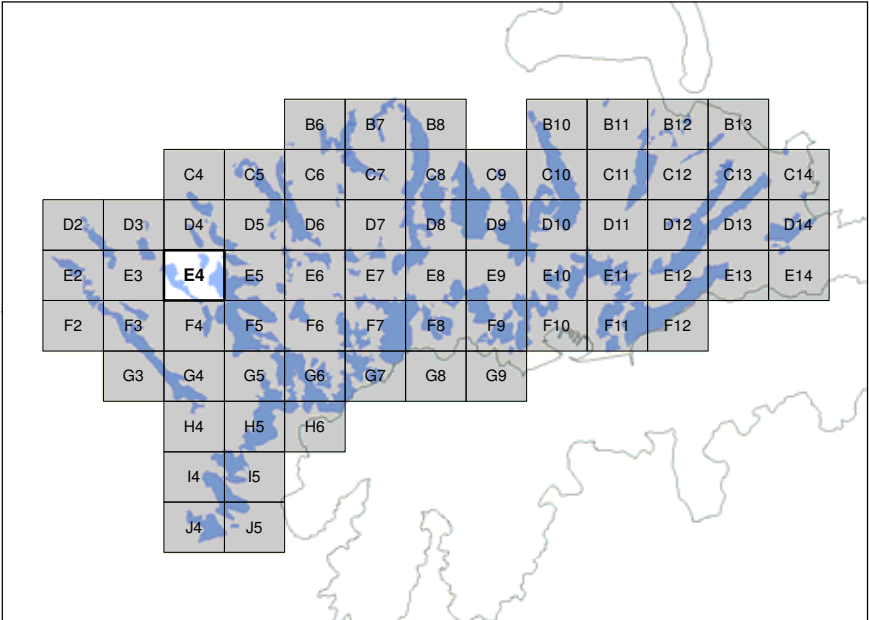 B6 B7 B8 B10 B11 B12 B13
C4 C5 C6 C7 C8 C9 C10 C11 C12 C13 C14
D2 D3 D4 D5 D6 D7 D8 D9 D10 D11 D12 D13 D14
E2 E3 E4 E5 E6 E7 E8 E9 E10 E11 E12 E13 E14
F2 F3 F4 F5 F6 F7 F8 F9 F10 F11 F12
G3 G4 G5 G6 G7 G8 G9
H4 H5 H6
I4 I5
J4 J5